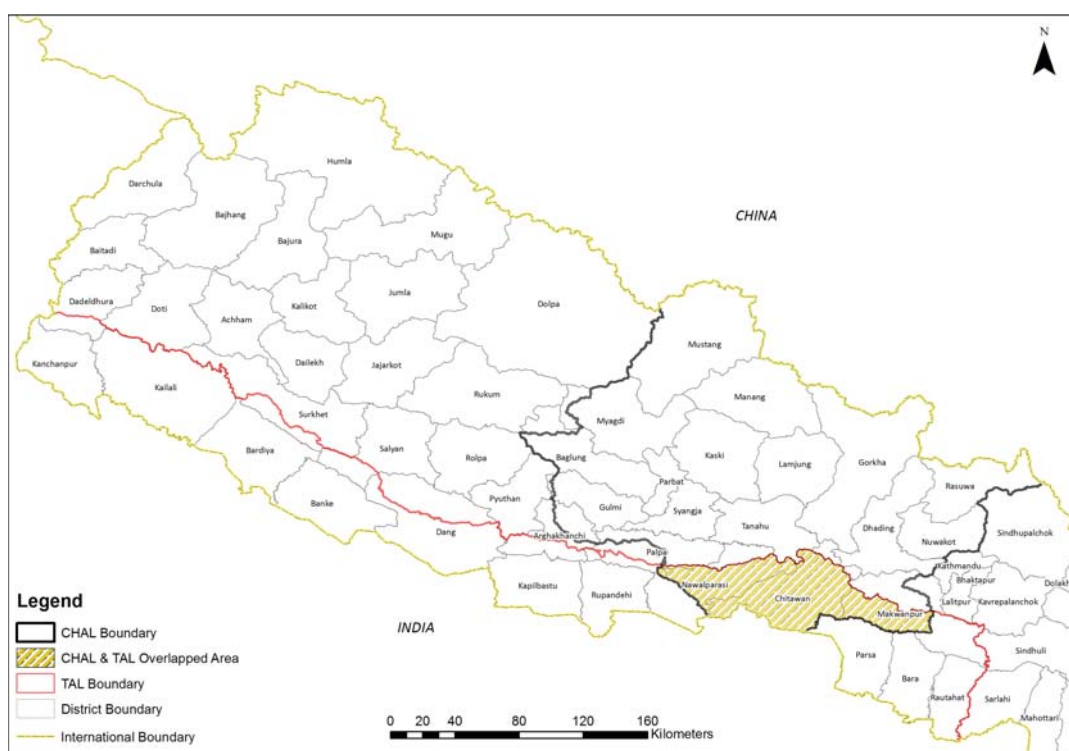 N
Humla
Darchula
Bajhang
CHINA
Mugu
Bajura
Baitadi
Jumla
Dadeldhura
Doti
Kalikot
Dolpa
Achham
Mustang
Kanchanpur
Dailekh
Jajarkot
Kailali
Rukum
Manang
Surkhet
Myagdi
Salyan
Bardiya
Rolpa
Baglung
Kaski
Lamjung
Gorkha
Parbat
Rasuwa
Pyuthan
Banke
Gulmi
Syangja
Tanahu
Dhading
Sindhupalchok
Dang
Arghakhanchi
Nuwakot
Palpa
Kathmandu
Bhaktapur
Dolakh
Kapilbastu
Rupandehi
Nawalparasi
Chitawan
Lalitpur
Kavrepalanchok
Makwanpur
INDIA
Parsa
Sindhuli
Bara
Rautahat
Sarlahi
Mahottari
Legend
CHAL Boundary
CHAL & TAL Overlapped Area
TAL Boundary
District Boundary
International Boundary
0 20 40 80 120 160
Kilometers